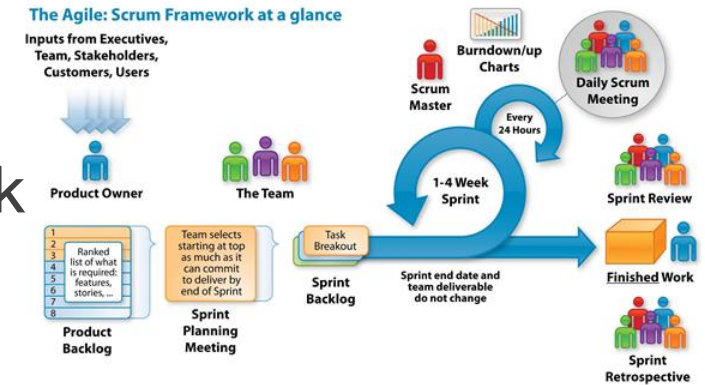 The Agile: Scrum Framework at a glance
Inputs from Executives,
Team, Stakeholders,
Customers, Users
Product Owner
The Team
Scrum
Master
Burndown/up
Charts
Daily Scrum
Meeting
Every
24 Hours
1-4 Week
Sprint
Sprint Review
k
1
2
3
4
5
6
7
8
Ranked
list of what
is required:
features,
stories, ...
Product
Backlog
Team selects
starting at top
as much as it
can commit
to deliver by
end of Sprint
Sprint
Planning
Meeting
Task
Breakout
Sprint
Backlog
Sprint end date and
team deliverable
do not change
Finished Work
Sprint
Retrospective